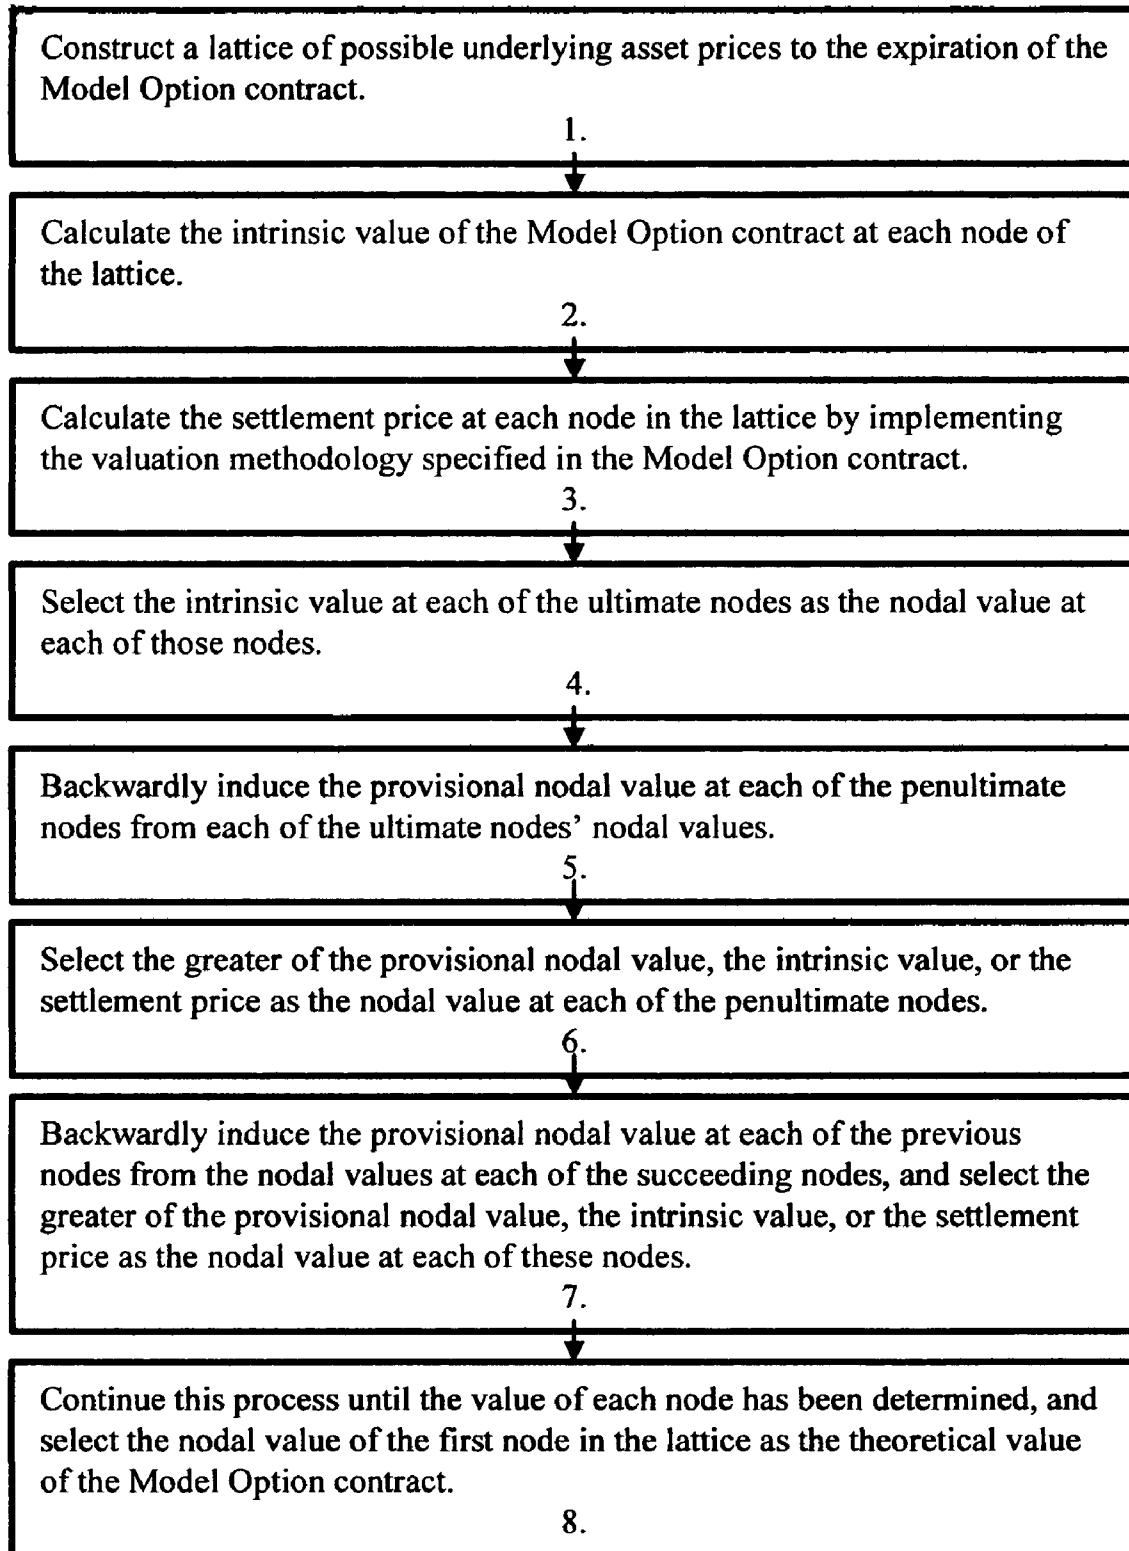 Construct a lattice of possible underlying asset prices to the expiration of the
Model Option contract.
1.
Calculate the intrinsic value of the Model Option contract at each node of
the lattice.
2.
Calculate the settlement price at each node in the lattice by implementing
the valuation methodology specified in the Model Option contract.
3.
Select the intrinsic value at each of the ultimate nodes as the nodal value at
each of those nodes.
4.
Backwardly induce the provisional nodal value at each of the penultimate
nodes from each of the ultimate nodes’ nodal values.
5.
Select the greater of the provisional nodal value, the intrinsic value, or the
settlement price as the nodal value at each of the penultimate nodes.
6.
Backwardly induce the provisional nodal value at each of the previous
nodes from the nodal values at each of the succeeding nodes, and select the
greater of the provisional nodal value, the intrinsic value, or the settlement
price as the nodal value at each of these nodes.
7.
Continue this process until the value of each node has been determined, and
select the nodal value of the first node in the lattice as the theoretical value
of the Model Option contract.
8.